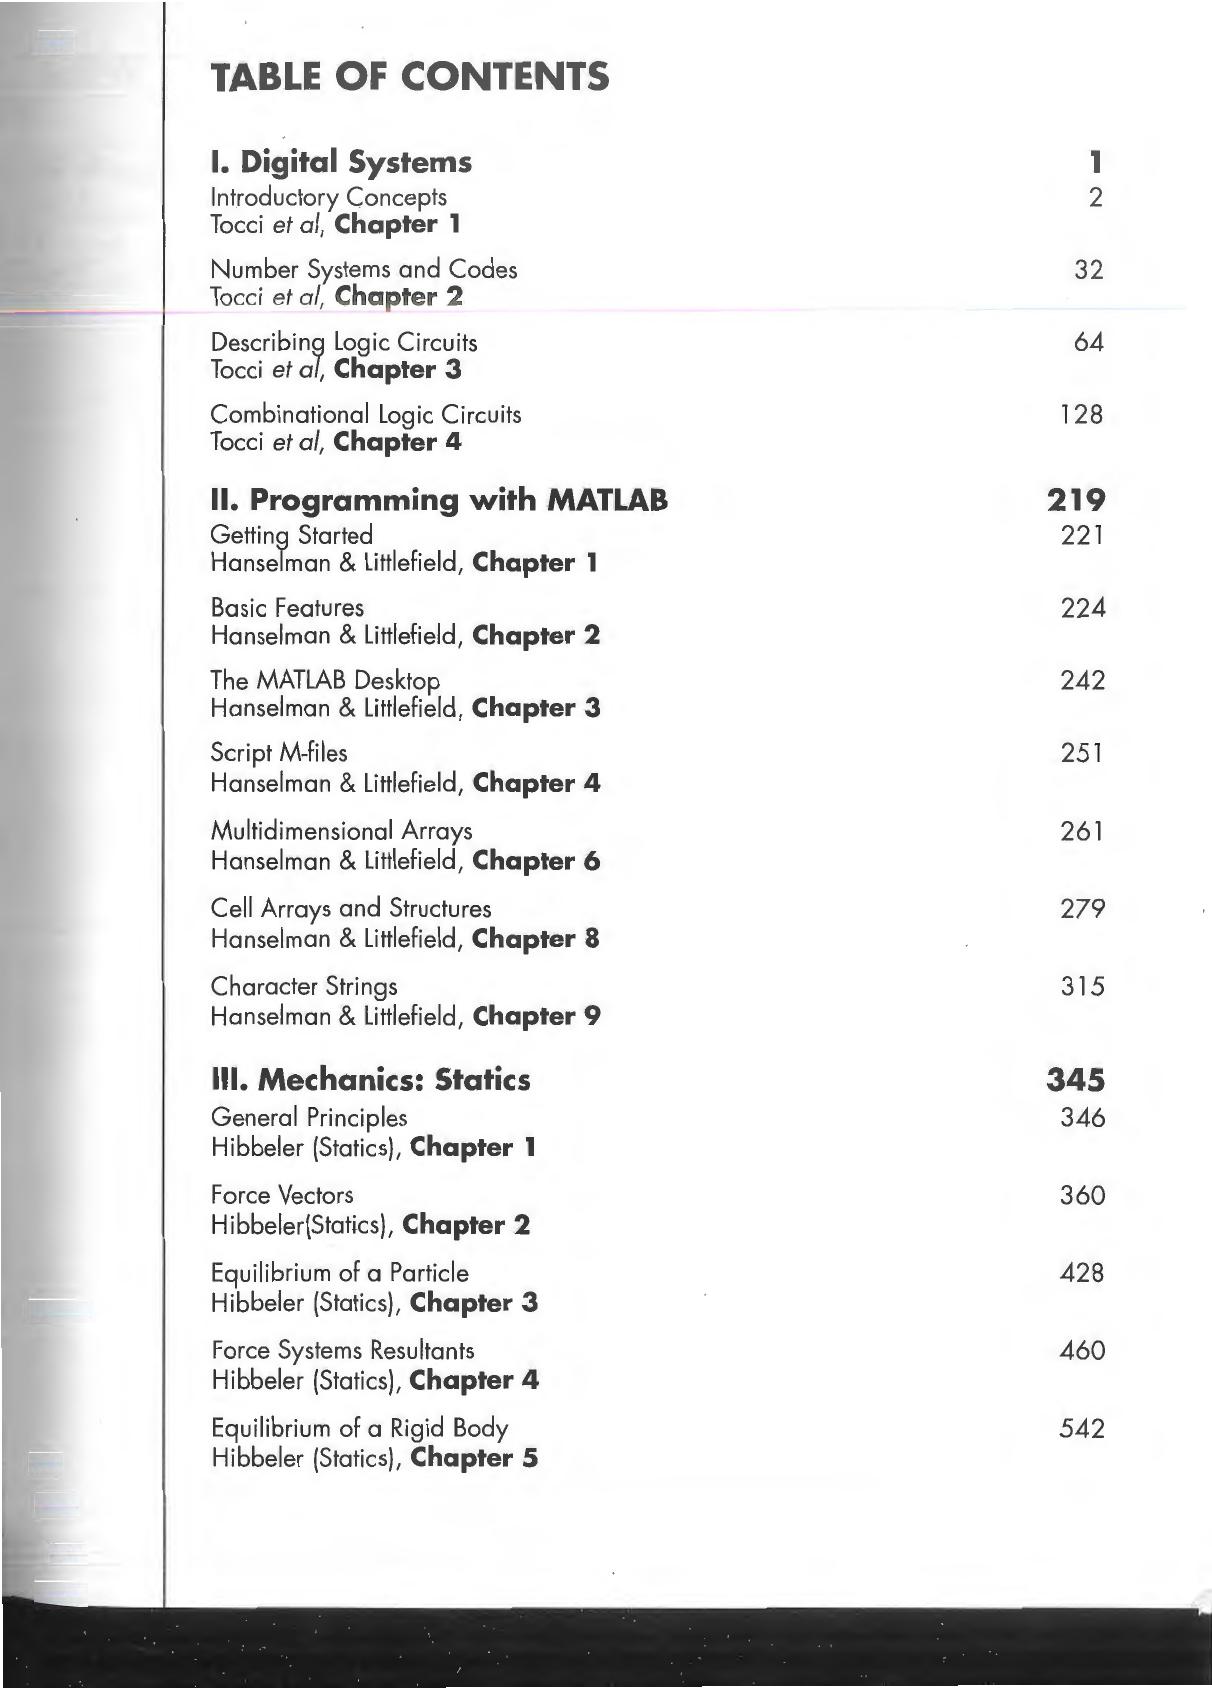 TABLE OF CONTENTS
I. Digital Systems 1
Introductory Concepts 2
Tocci et al, Chapter 1
Number Systems and Codes 32
Tocci et al, Chapter 2
Describing Logic Circuits 64
Tocci et al, Chapter 3
Combinational Logic Circuits 128
Tocci et al, Chapter 4
II. Programming with MATLAB 219
Getting Started 221
Hanselman & Littlefield, Chapter 1
Basic Features 224
Hanselman & Littlefield, Chapter 2
The MATLAB Desktop 242
Hanselman & Littlefield, Chapter 3
Script M-files 251
Hanselman & Littlefield, Chapter 4
Multidimensional Arrays 261
Hanselman & Littlefield, Chapter 6
Cell Arrays and Structures 279
Hanselman & Littlefield, Chapter 8
Character Strings 315
Hanselman & Littlefield, Chapter 9
III. Mechanics: Statics 345
General Principles 346
Hibbeler (Statics), Chapter 1
Force Vectors 360
Hibbeler(Statics), Chapter 2
Equilibrium of a Particle 428
Hibbeler (Statics), Chapter 3
Force Systems Resultants 460
Hibbeler (Statics), Chapter 4
Equilibrium of a Rigid Body 542
Hibbeler (Statics), Chapter 5